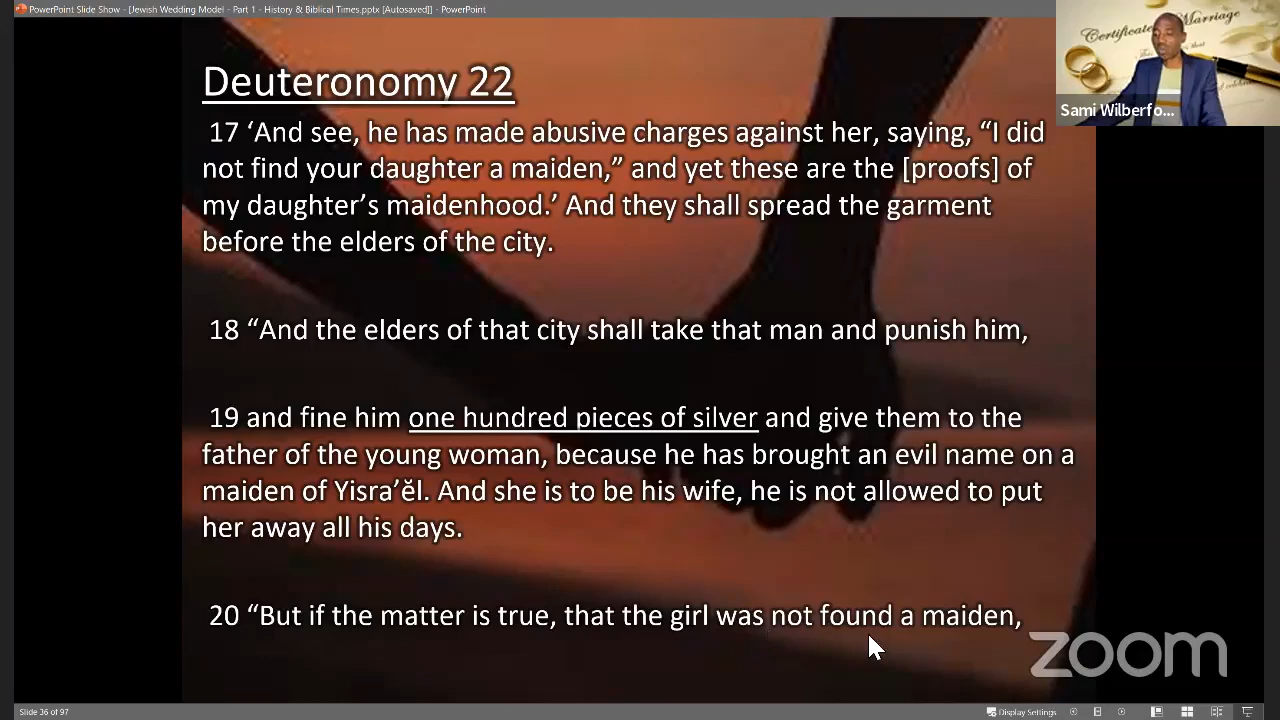 PowerPoint Slide Show - [Jewish Wedding Model - Part 1 - History & Biblical Times.pptx [Autosaved]] - PowerPoint
Certificate Marriage
Sami Wilberfo...
Deuteronomy 22
17 ‘And see, he has made abusive charges against her, saying, “I did
not find your daughter a maiden,” and yet these are the [proofs] of
my daughter’s maidenhood.’ And they shall spread the garment
before the elders of the city.
18 “And the elders of that city shall take that man and punish him,
19 and fine him one hundred pieces of silver and give them to the
father of the young woman, because he has brought an evil name on a
maiden of Yisra’ĕl. And she is to be his wife, he is not allowed to put
her away all his days.
20 “But if the matter is true, that the girl was not found a maiden,
zoom
Slide 36 of 97
Display Settings